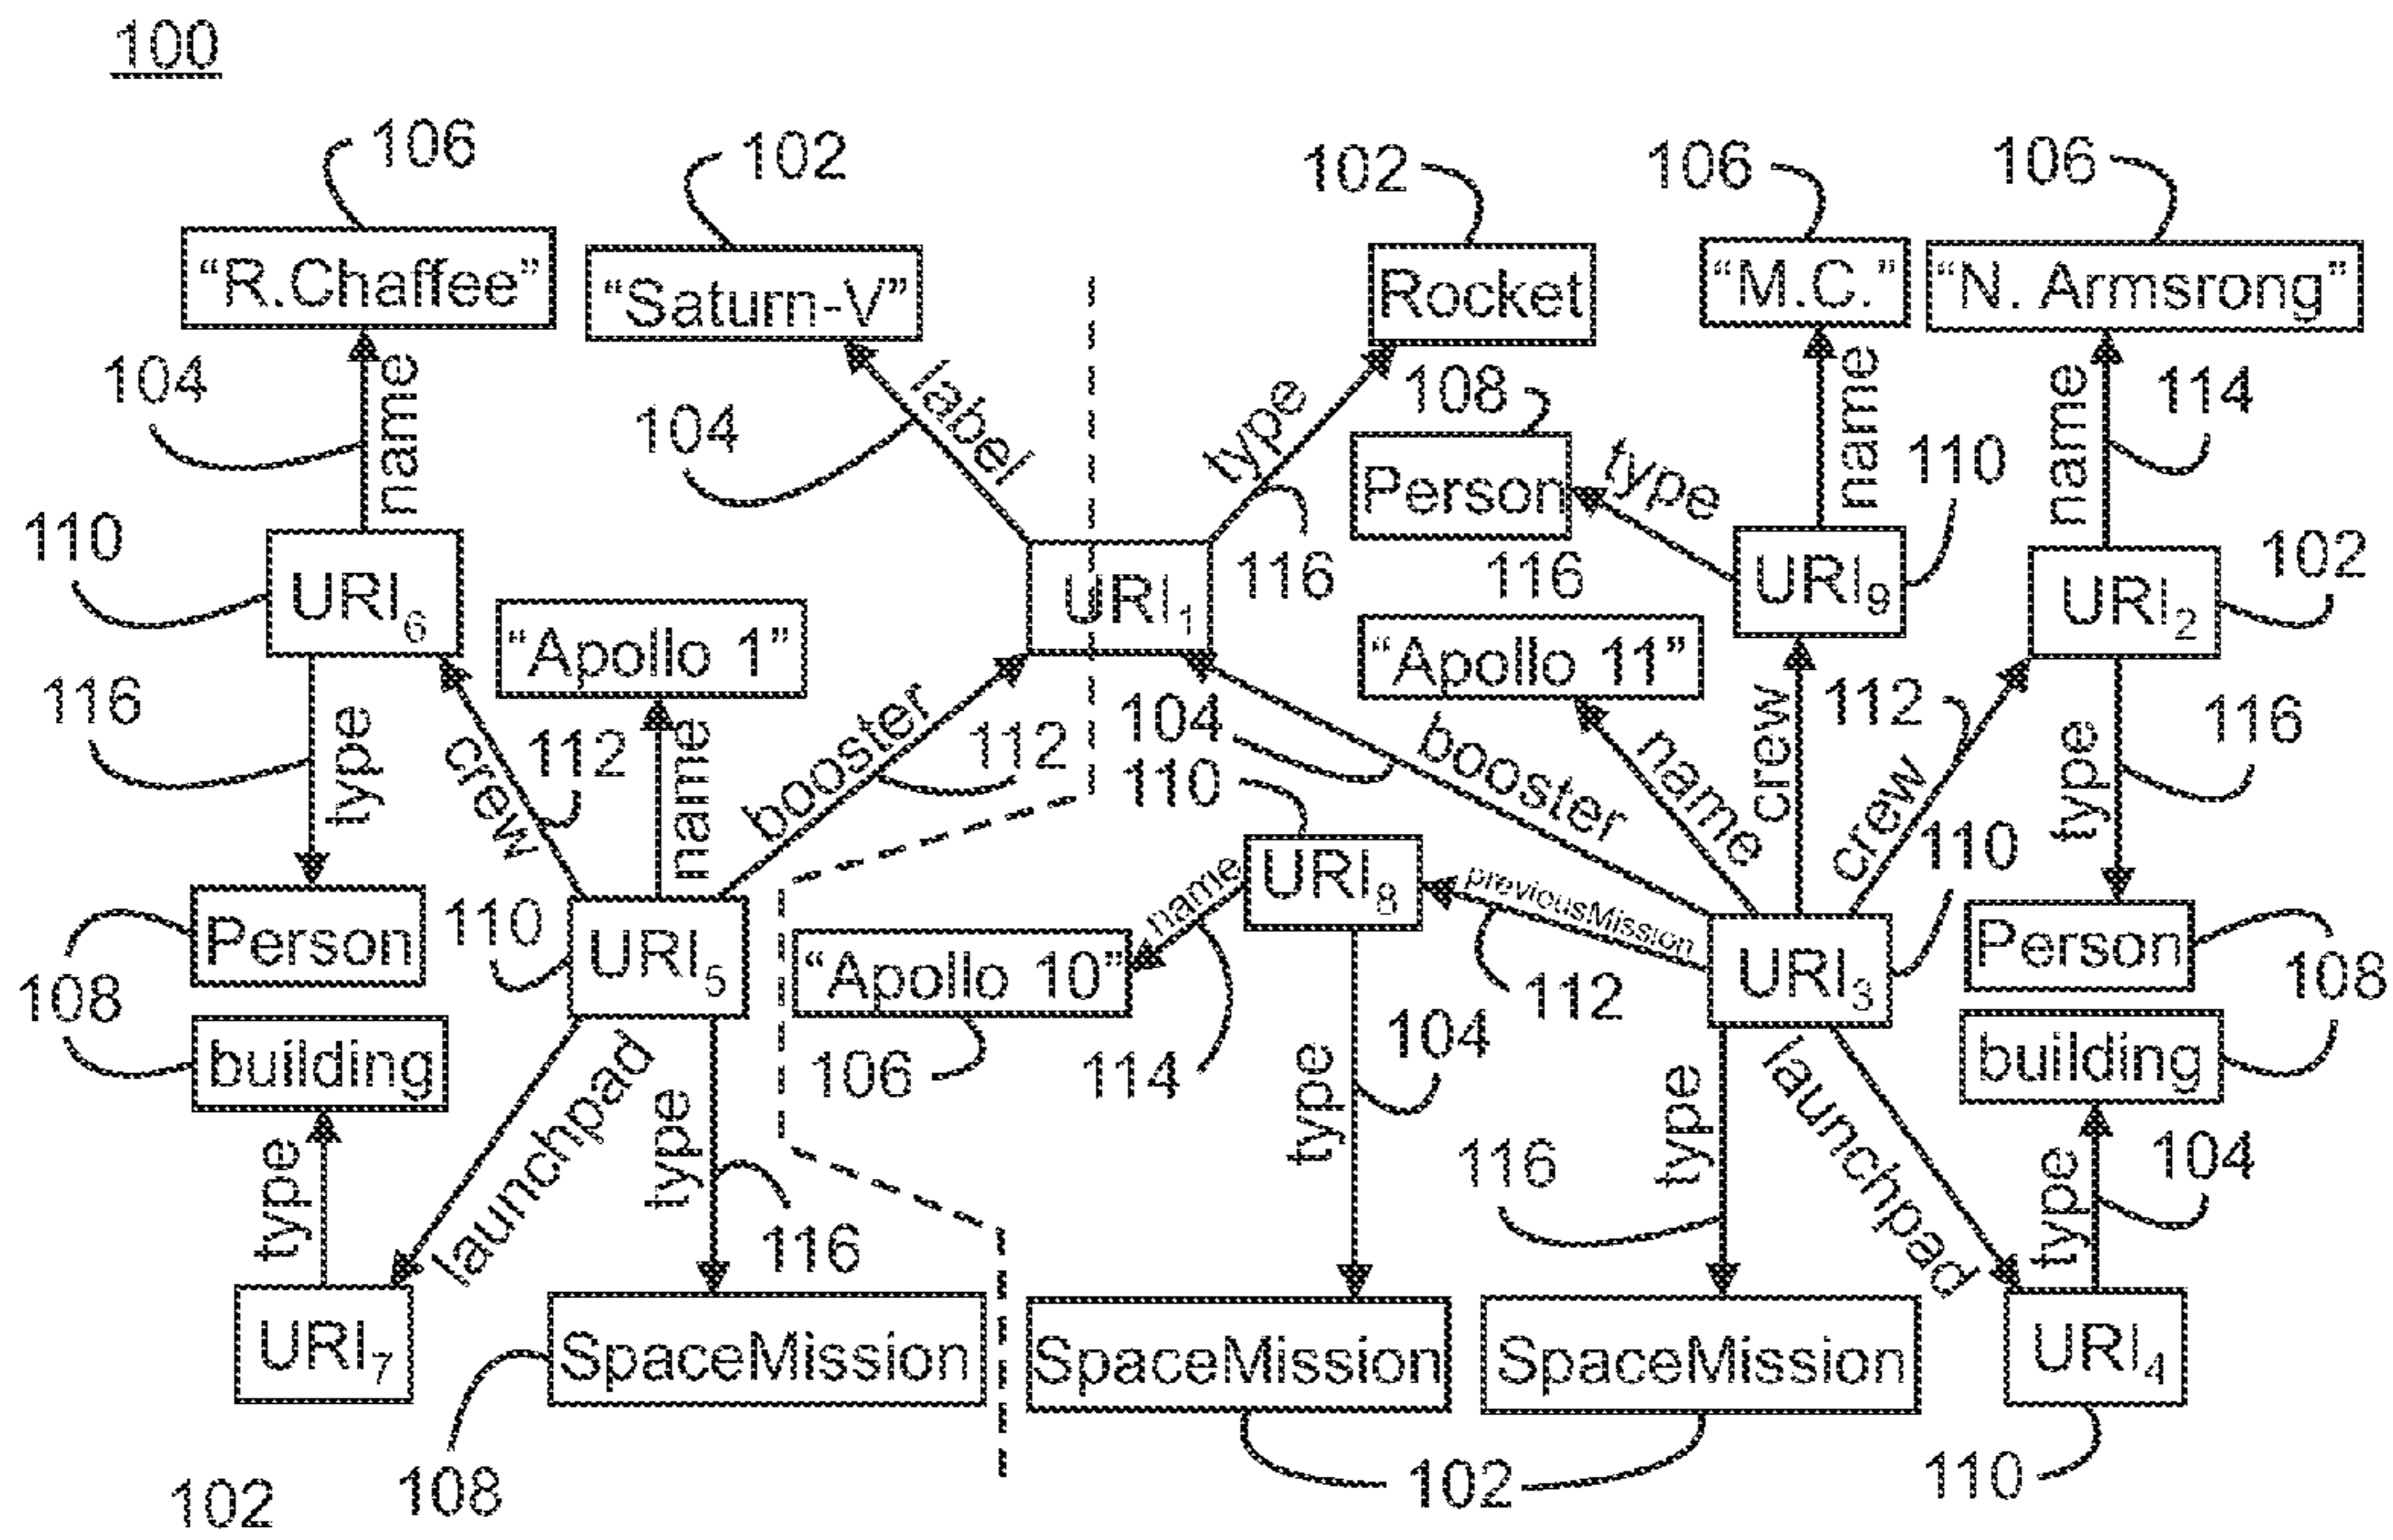 100
106
102
102
106
106
“R.Chaffee”
“Saturn-V”
Rocket
“M.C.”
“N. Armsrong”
104
name
104
label
type
108
Person
type
name
110
name
114
110
URI6
“Apollo 1”
URI1
116
116
“Apollo 11”
URI9
URI2
102
116
type
crew
112
name
booster
112
104
110
booster
name
crew
112
crew
110
type
116
108
Person
building
110
URI5
“Apollo 10”
106
name
114
URI8
previousMission
112
URI3
Person
building
108
type
launchpad
type
116
type
104
116
type
launchpad
type
104
URI7
SpaceMission
SpaceMission
SpaceMission
URI4
102
108
102
110